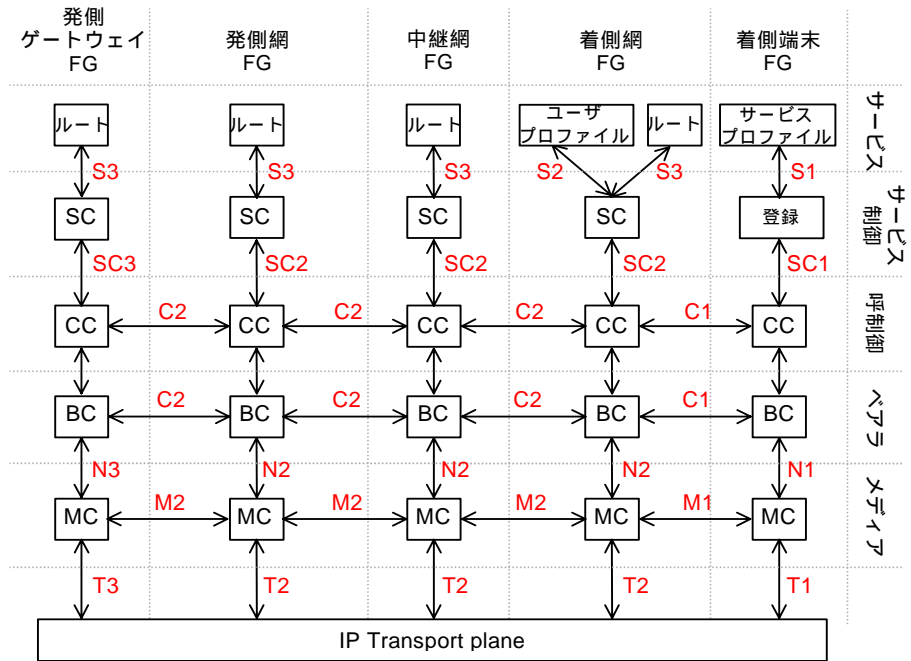 発側
ゲートウェイ
FG
発側網
FG
中継網
FG
着側網
FG
着側端末
FG
ルート
ルート
ルート
ユーザ
プロファイル
ルート
サービス
プロファイル
サービス
S3
S3
S3
S2
S3
S1
SC
SC
SC
SC
登録
サービス
制御
SC3
SC2
SC2
SC2
SC1
CC
C2
CC
C2
CC
C2
CC
C1
CC
呼制御
BC
C2
BC
C2
BC
C2
BC
C1
BC
ベアラ
N3
N2
N2
N2
N1
MC
M2
MC
M2
MC
M2
MC
M1
MC
メディア
T3
T2
T2
T2
T1
IP Transport plane